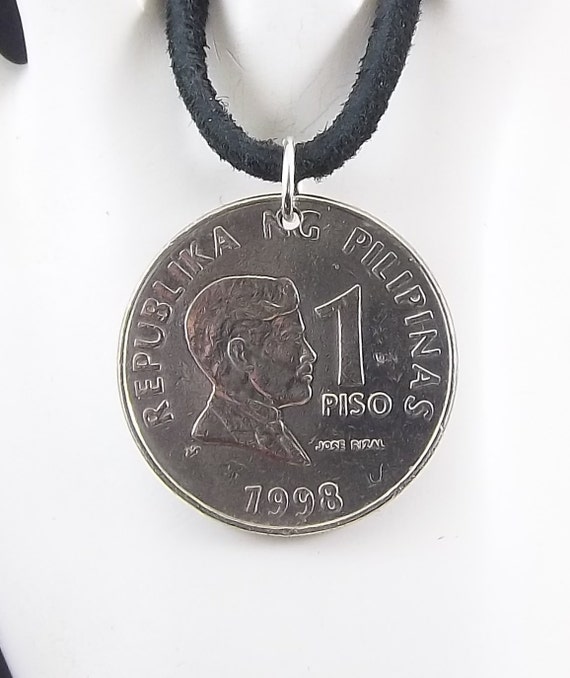 REPUBLIKA NG PILIPINAS
1
PISO
JOSE RIZAL
1998